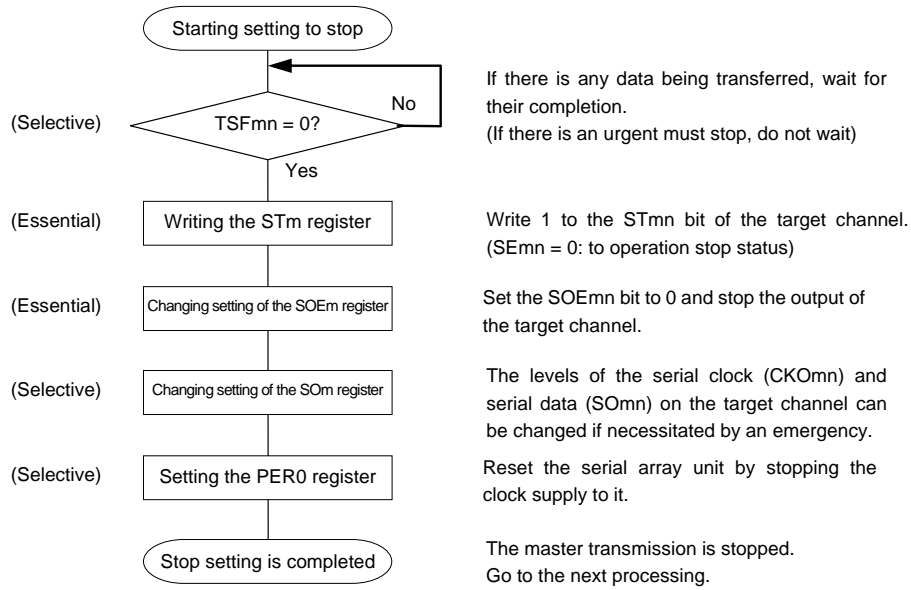 Starting setting to stop
If there is any data being transferred, wait for
their completion.
(If there is an urgent must stop, do not wait)
(Selective)
TSFmn = 0?
No
Yes
(Essential)
Writing the STm register
Write 1 to the STmn bit of the target channel.
(SEmn = 0: to operation stop status)
(Essential)
Changing setting of the SOEm register
Set the SOEmn bit to 0 and stop the output of
the target channel.
(Selective)
Changing setting of the SOm register
The levels of the serial clock (CKOmn) and
serial data (SOmn) on the target channel can
be changed if necessitated by an emergency.
(Selective)
Setting the PER0 register
Reset the serial array unit by stopping the
clock supply to it.
Stop setting is completed
The master transmission is stopped.
Go to the next processing.